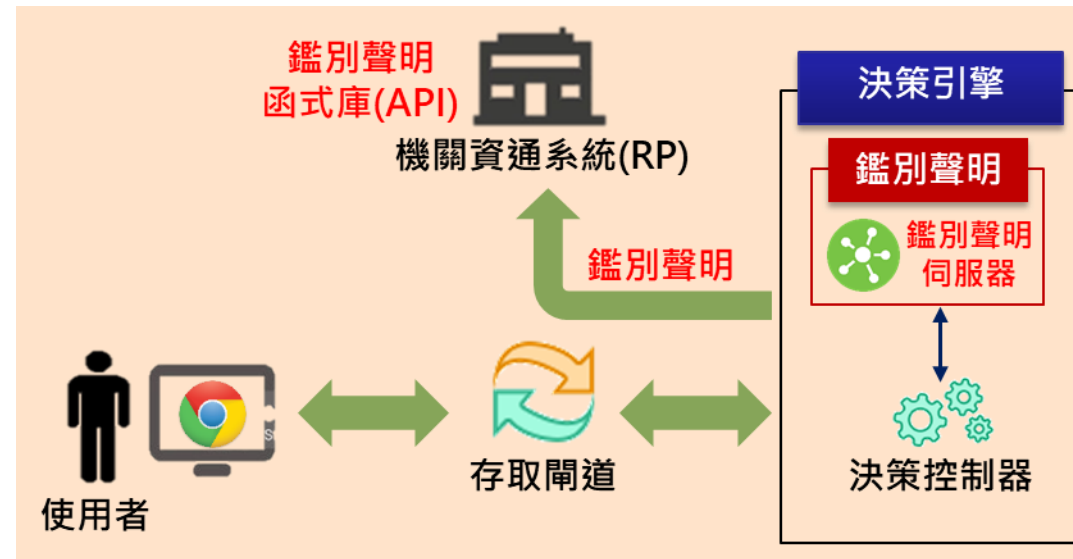 鑑別聲明
函式庫(API)
機關資通系統(RP)
決策引擎
鑑別聲明
鑑別聲明
伺服器
鑑別聲明
使用者
存取閘道
決策控制器